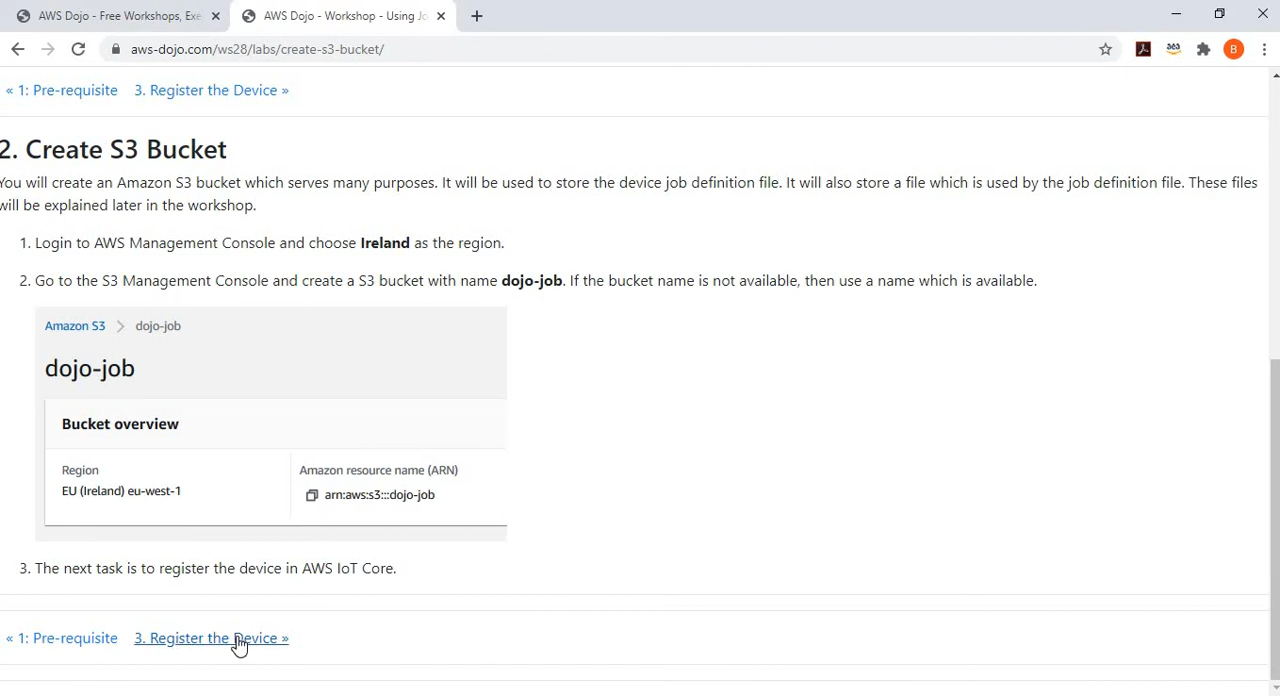 AWS Dojo - Free Workshops, Exe
AWS Dojo - Workshop - Using Jo
aws-dojo.com/ws28/labs/create-s3-bucket/
B
« 1: Pre-requisite 3. Register the Device »
2. Create S3 Bucket
You will create an Amazon S3 bucket which serves many purposes. It will be used to store the device job definition file. It will also store a file which is used by the job definition file. These files
will be explained later in the workshop.
1. Login to AWS Management Console and choose Ireland as the region.
2. Go to the S3 Management Console and create a S3 bucket with name dojo-job. If the bucket name is not available, then use a name which is available.
Amazon S3 > dojo-job
dojo-job
Bucket overview
Region Amazon resource name (ARN)
EU (Ireland) eu-west-1 arn:aws:s3:::dojo-job
3. The next task is to register the device in AWS IoT Core.
« 1: Pre-requisite 3. Register the Device »